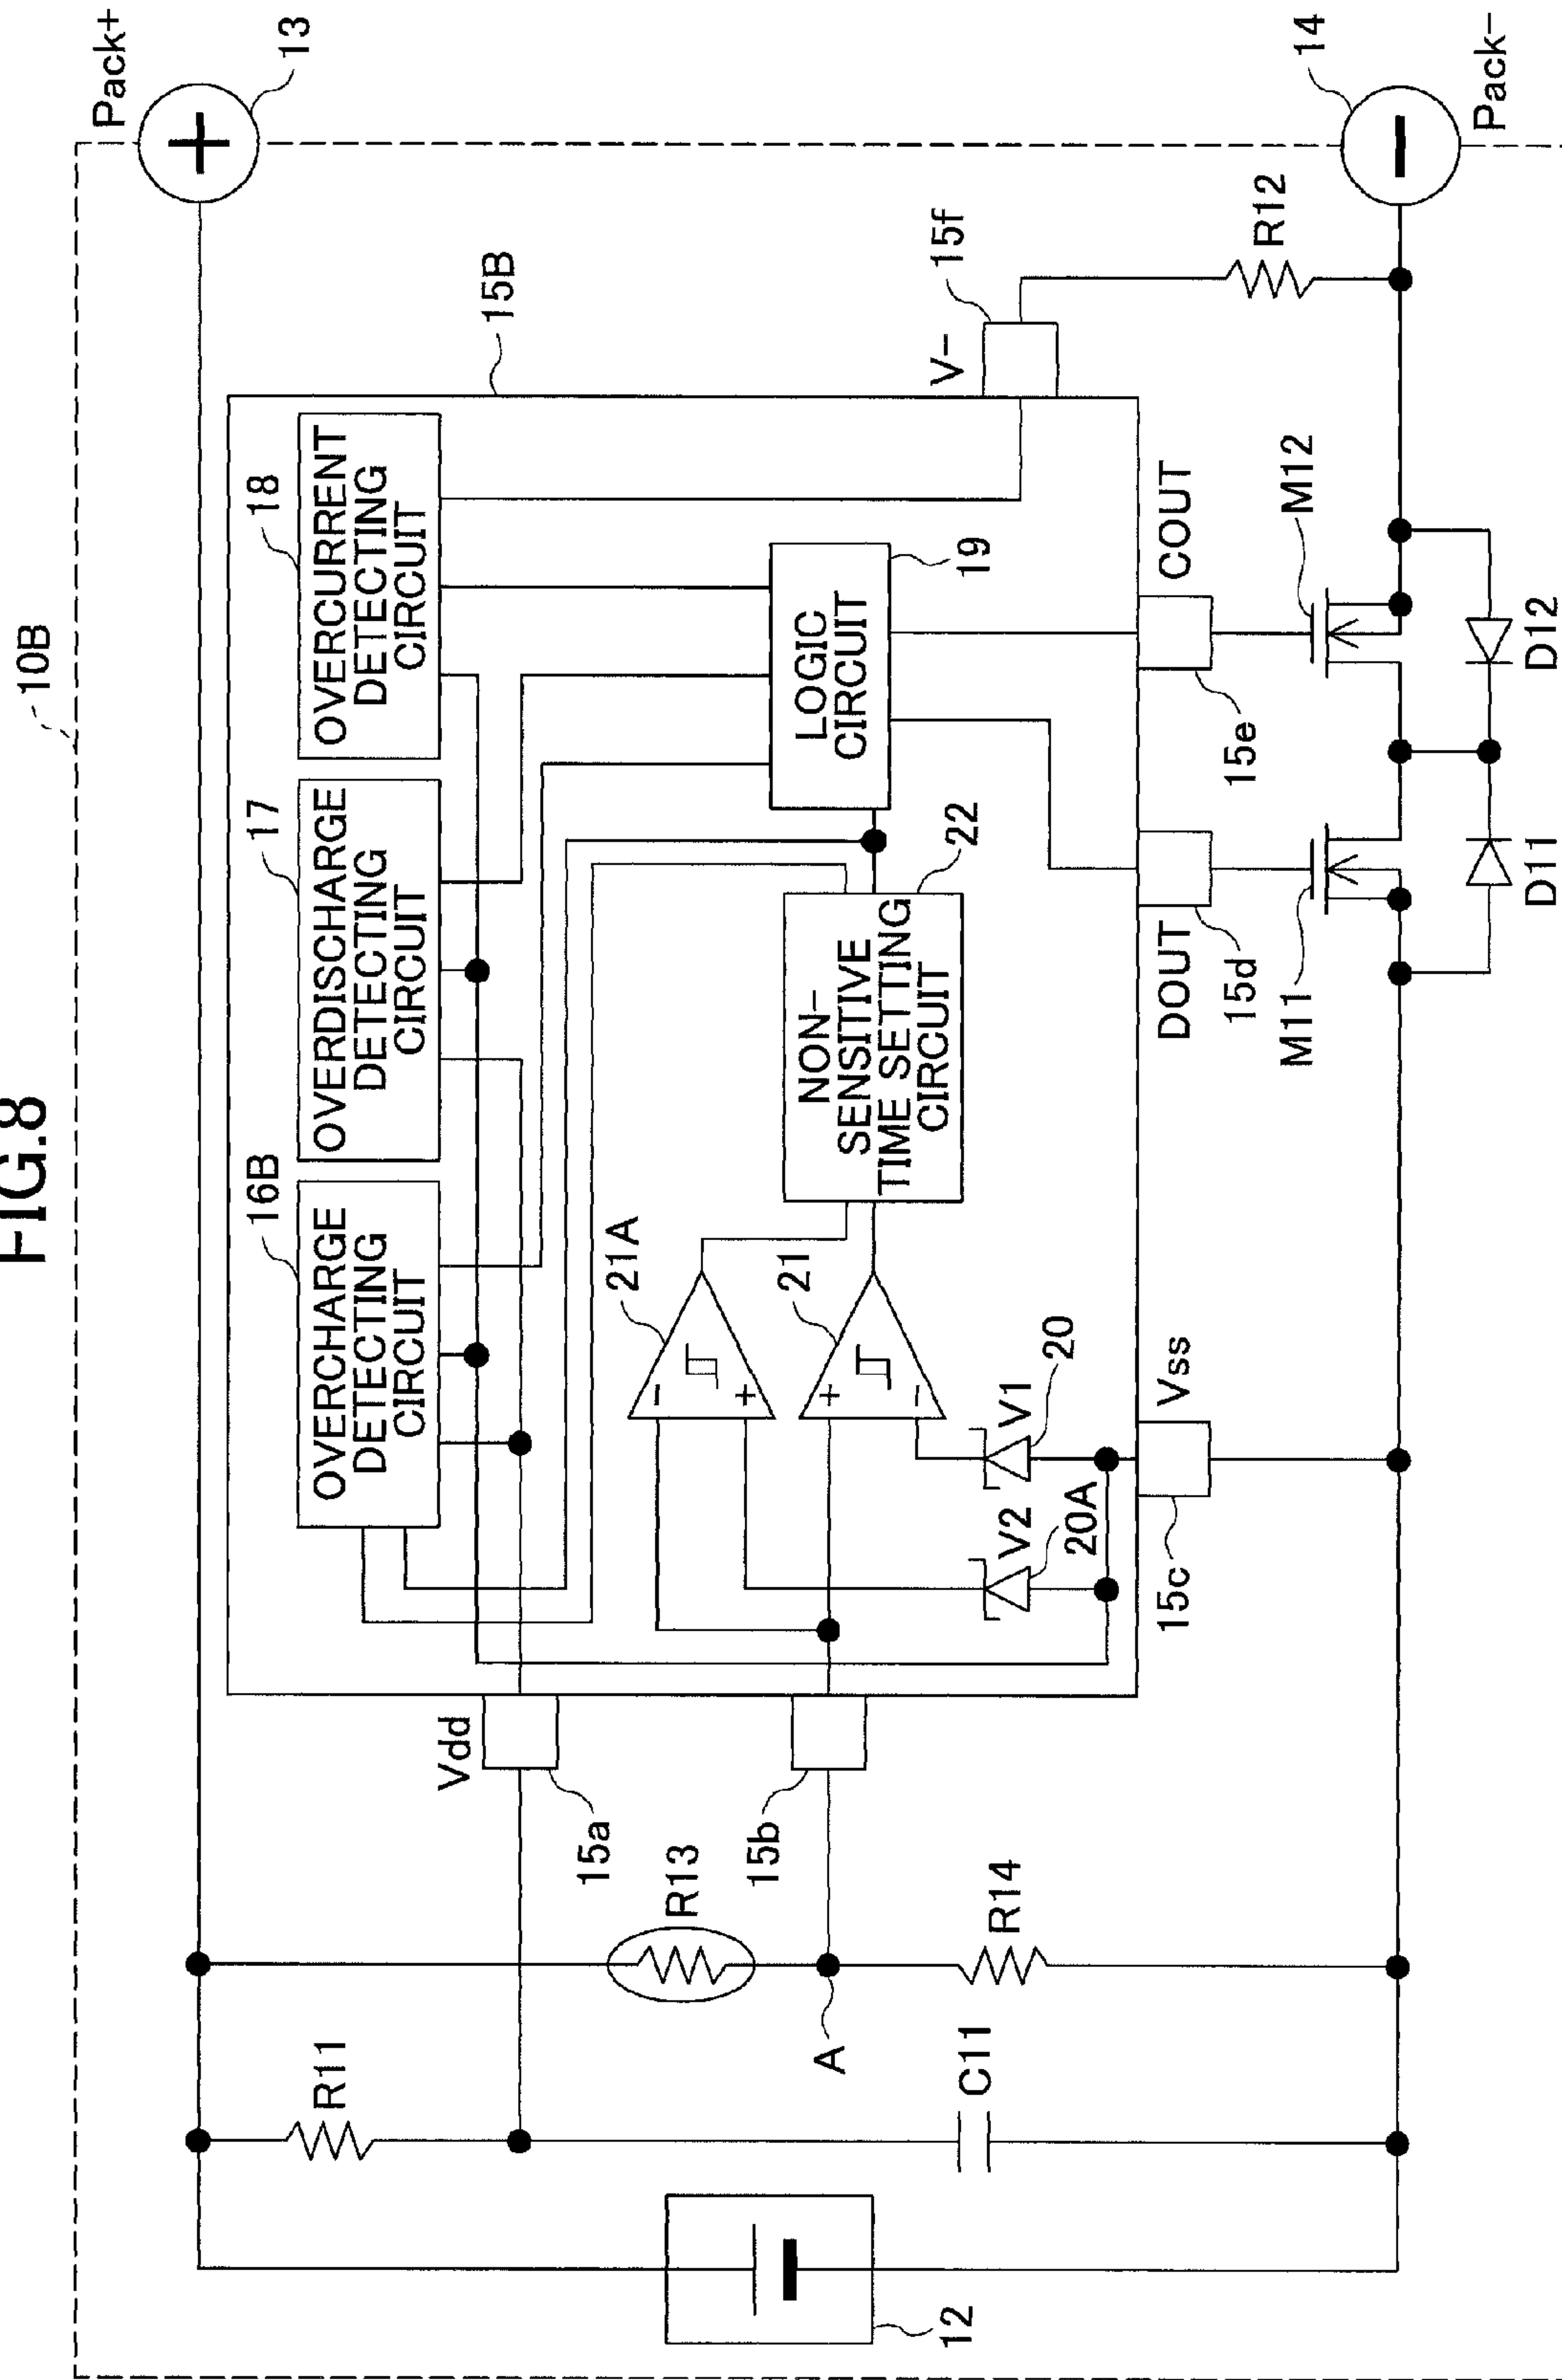 FIG.8
10B
Pack+
13
15B
16B
OVERCHARGE
DETECTING
CIRCUIT
17
OVERDISCHARGE
DETECTING
CIRCUIT
18
OVERCURRENT
DETECTING
CIRCUIT
R11
Vdd
15a
R13
21A
−
+
21
+
−
19
LOGIC
CIRCUIT
22
NON-
SENSITIVE
TIME SETTING
CIRCUIT
V-
15f
12
A
15b
C11
R14
V2
20A
V1
20
15c
Vss
DOUT
15d
15e
COUT
R12
M11
M12
D11
D12
14
Pack-